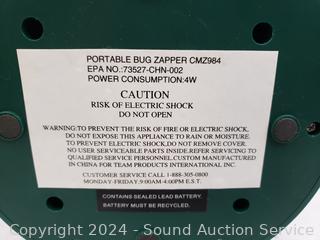 PORTABLE BUG ZAPPER CMZ984
EPA NO.:73527-CHN-002
POWER CONSUMPTION:4W
CAUTION
RISK OF ELECTRIC SHOCK
DO NOT OPEN
WARNING:TO PREVENT THE RISK OF FIRE OR ELECTRIC SHOCK,
DO NOT EXPOSE THIS APPLIANCE TO RAIN OR MOISTURE.
TO PREVENT ELECTRIC SHOCK,DO NOT REMOVE COVER.
NO USER SERVICEABLE PARTS INSIDE.REFER SERVICING TO
QUALIFIED SERVICE PERSONNEL.CUSTOM MANUFACTURED
IN CHINA FOR TEAM PRODUCTS INTERNATIONAL INC.
CUSTOMER SERVICE CALL 1-888-305-0800
MONDAY-FRIDAY,9:00AM-4:00PM E.S.T.
CONTAINS SEALED LEAD BATTERY.
BATTERY MUST BE RECYCLED.
Copyright 2024 - Sound Auction Service